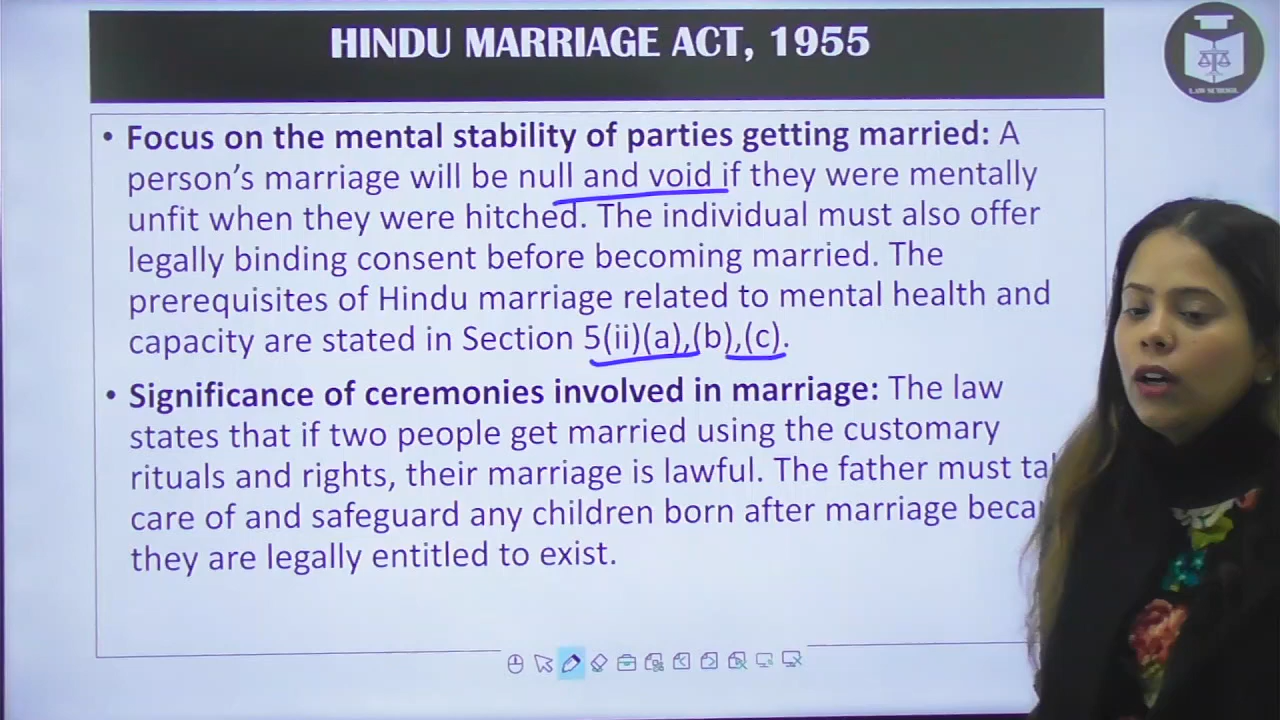 HINDU MARRIAGE ACT, 1955
LAW SCHOOL
• Focus on the mental stability of parties getting married: A
person's marriage will be null and void if they were mentally
unfit when they were hitched. The individual must also offer
legally binding consent before becoming married. The
prerequisites of Hindu marriage related to mental health and
capacity are stated in Section 5(ii)(a),(b),(c).
• Significance of ceremonies involved in marriage: The law
states that if two people get married using the customary
rituals and rights, their marriage is lawful. The father must
care of and safeguard any children born after marriage
they are legally entitled to exist.